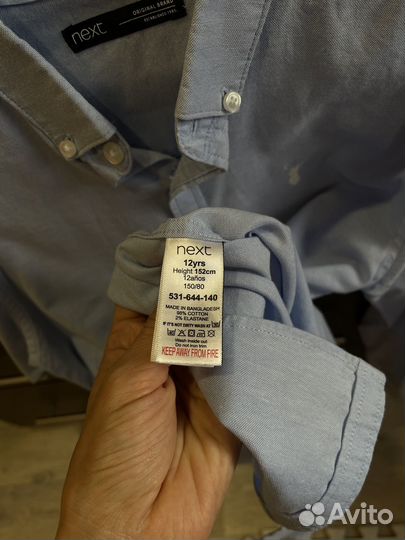 next
ORIGINAL BRAND
ESTABLISHED 1982
next
12yrs
Height 152cm
12años
150/80
531-644-140
MADE IN BANGLADESH
98% COTTON
2% ELASTANE
IF IT'S NOT DIRTY WASH AT
Wash inside out
Do not iron trim
KEEP AWAY FROM FIRE
Avito